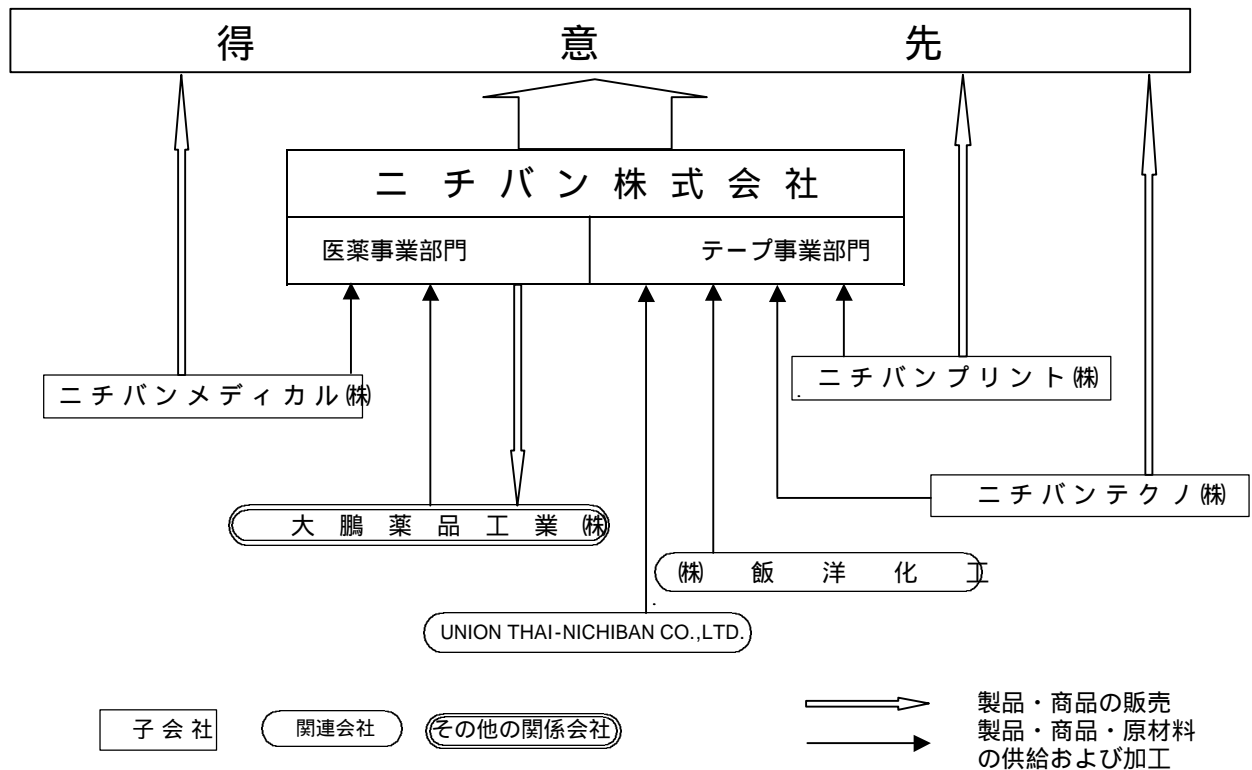 得意先
ニチバン株式会社
医薬事業部門
テープ事業部門
ニチバンメディカル㈱
ニチバンプリント㈱
ニチバンテクノ㈱
大鵬薬品工業㈱
㈱飯洋化工
UNION THAI-NICHIBAN CO.,LTD.
子会社
関連会社
その他の関係会社
製品・商品の販売
製品・商品・原材料
の供給および加工